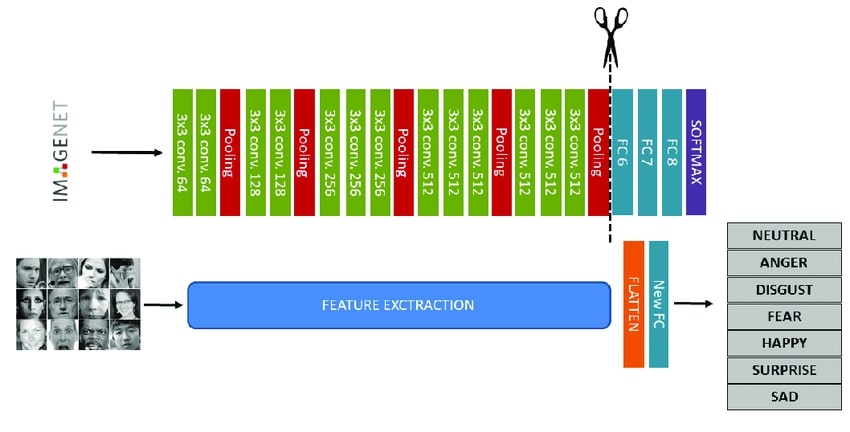 IMAGENET
3x3 conv. 64
3x3 conv. 64
Pooling
3x3 conv. 128
3x3 conv. 128
Pooling
3x3 conv. 256
3x3 conv. 256
3x3 conv. 256
Pooling
3x3 conv. 512
3x3 conv. 512
3x3 conv. 512
Pooling
3x3 conv. 512
3x3 conv. 512
3x3 conv. 512
Pooling
FC 6
FC 7
FC 8
SOFTMAX
FEATURE EXCTRACTION
FLATTEN
New FC
NEUTRAL
ANGER
DISGUST
FEAR
HAPPY
SURPRISE
SAD